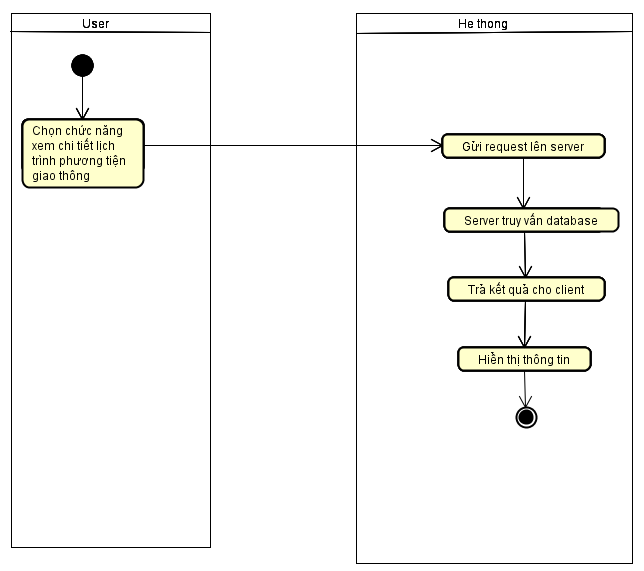 User
He thong
Chọn chức năng
xem chi tiết lịch
trình phương tiện
giao thông
Gửi request lên server
Server truy vấn database
Trả kết quả cho client
Hiển thị thông tin